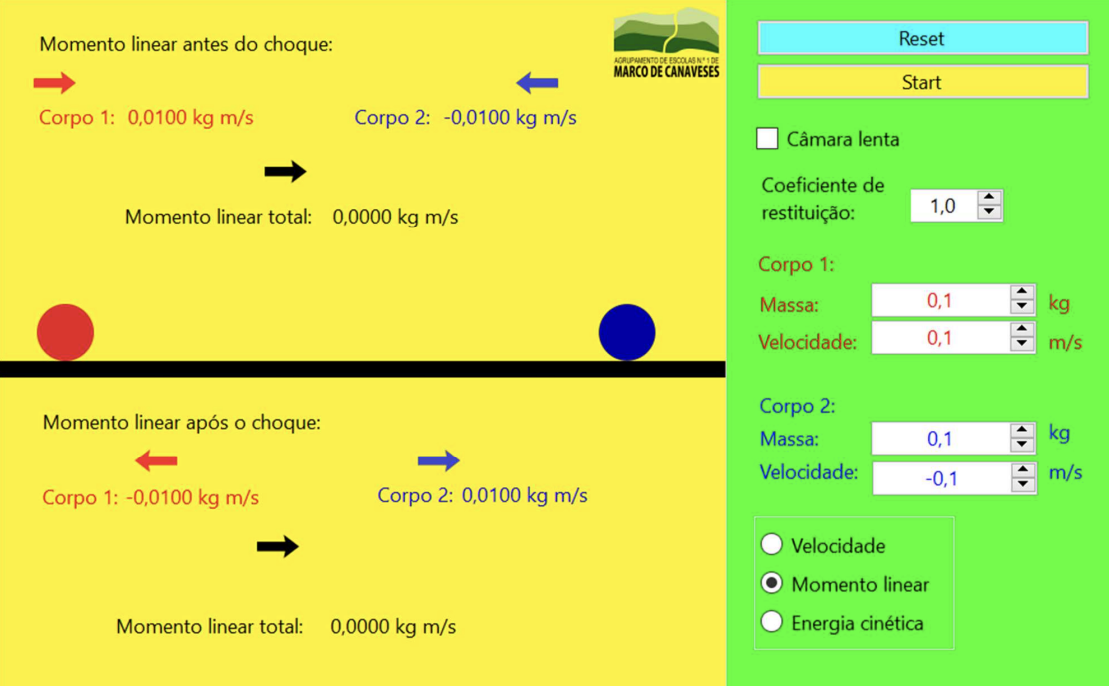 Momento linear antes do choque:
AGRUPAMENTO DE ESCOLAS N.º 1 DE
MARCO DE CANAVESES
Corpo 1: 0,0100 kg m/s
Corpo 2: -0,0100 kg m/s
Momento linear total: 0,0000 kg m/s
Momento linear após o choque:
Corpo 1: -0,0100 kg m/s
Corpo 2: 0,0100 kg m/s
Momento linear total: 0,0000 kg m/s
Reset
Start
Câmara lenta
Coeficiente de
restituição: 1,0
Corpo 1:
Massa: 0,1 kg
Velocidade: 0,1 m/s
Corpo 2:
Massa: 0,1 kg
Velocidade: -0,1 m/s
Velocidade
Momento linear
Energia cinética